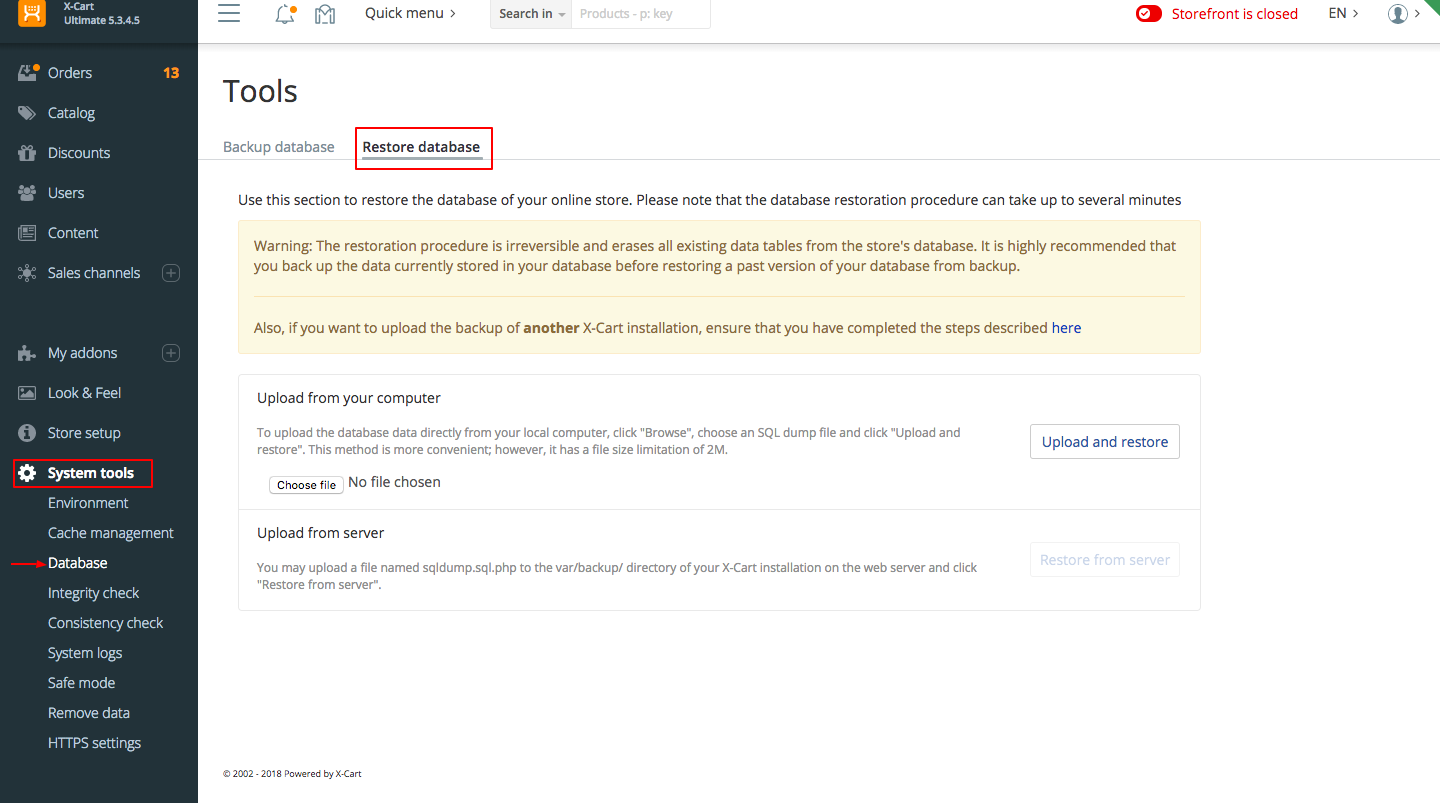 X-Cart
Ultimate 5.3.4.5
Quick menu
Search in
Products - p: key
Storefront is closed
EN
Orders 13
Catalog
Discounts
Users
Content
Sales channels
My addons
Look & Feel
Store setup
System tools
Environment
Cache management
Database
Integrity check
Consistency check
System logs
Safe mode
Remove data
HTTPS settings
Tools
Backup database
Restore database
Use this section to restore the database of your online store. Please note that the database restoration procedure can take up to several minutes
Warning: The restoration procedure is irreversible and erases all existing data tables from the store's database. It is highly recommended that
you back up the data currently stored in your database before restoring a past version of your database from backup.
Also, if you want to upload the backup of another X-Cart installation, ensure that you have completed the steps described here
Upload from your computer
To upload the database data directly from your local computer, click "Browse", choose an SQL dump file and click "Upload and
restore". This method is more convenient; however, it has a file size limitation of 2M.
Choose file No file chosen
Upload and restore
Upload from server
You may upload a file named sqldump.sql.php to the var/backup/ directory of your X-Cart installation on the web server and click
"Restore from server".
Restore from server
© 2002 - 2018 Powered by X-Cart